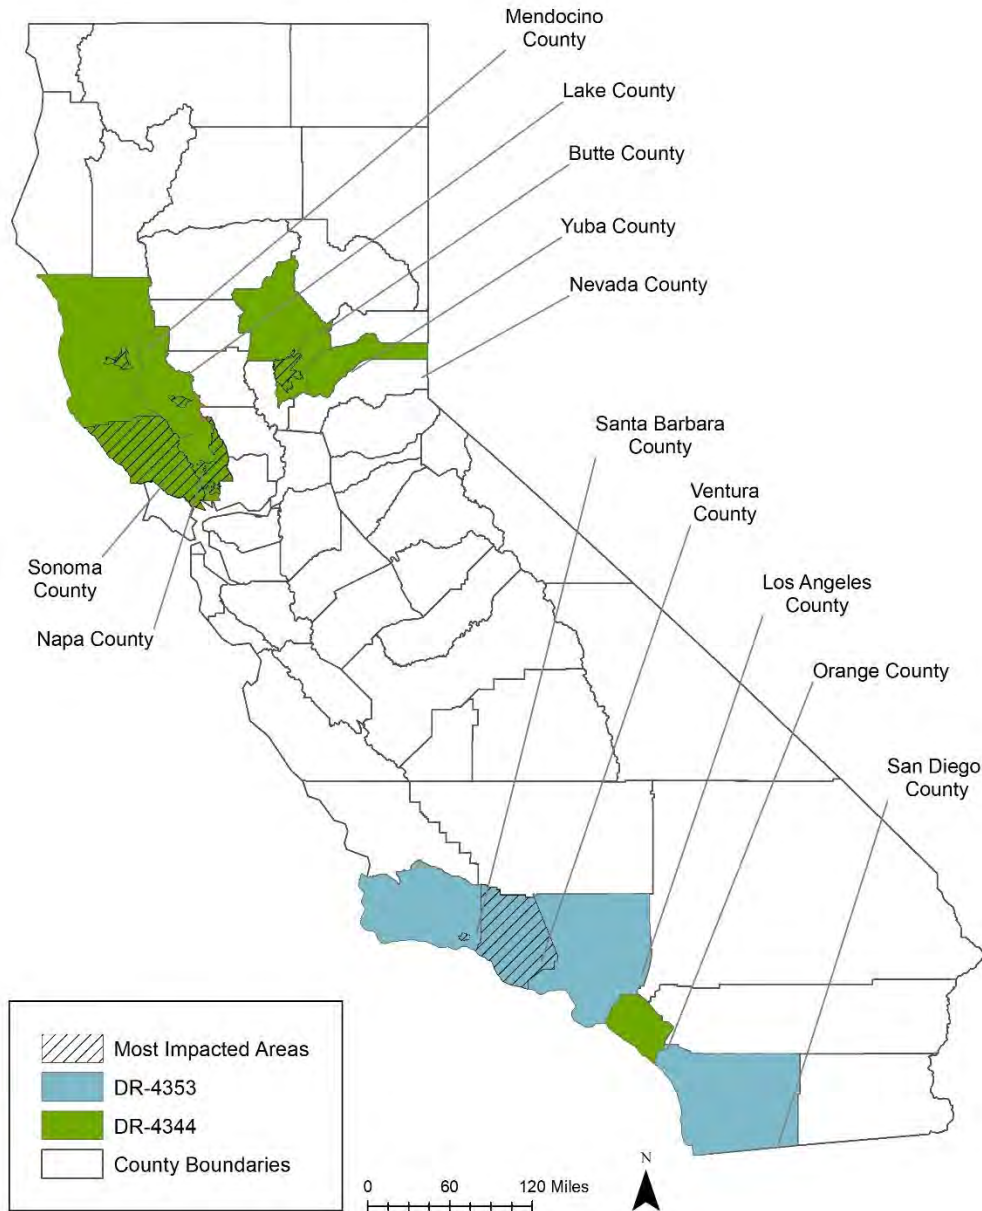 Mendocino
County
Lake County
Butte County
Yuba County
Nevada County
Santa Barbara
County
Ventura
County
Sonoma
County
Los Angeles
County
Napa County
Orange County
San Diego
County
Most Impacted Areas
DR-4353
DR-4344
County Boundaries
0 60 120 Miles
N